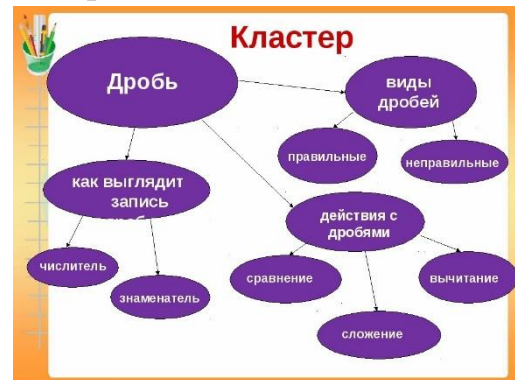 Кластер
Дробь
виды
дробей
правильные
неправильные
как выглядит
запись
действия с
дробями
числитель
знаменатель
сравнение
вычитание
сложение